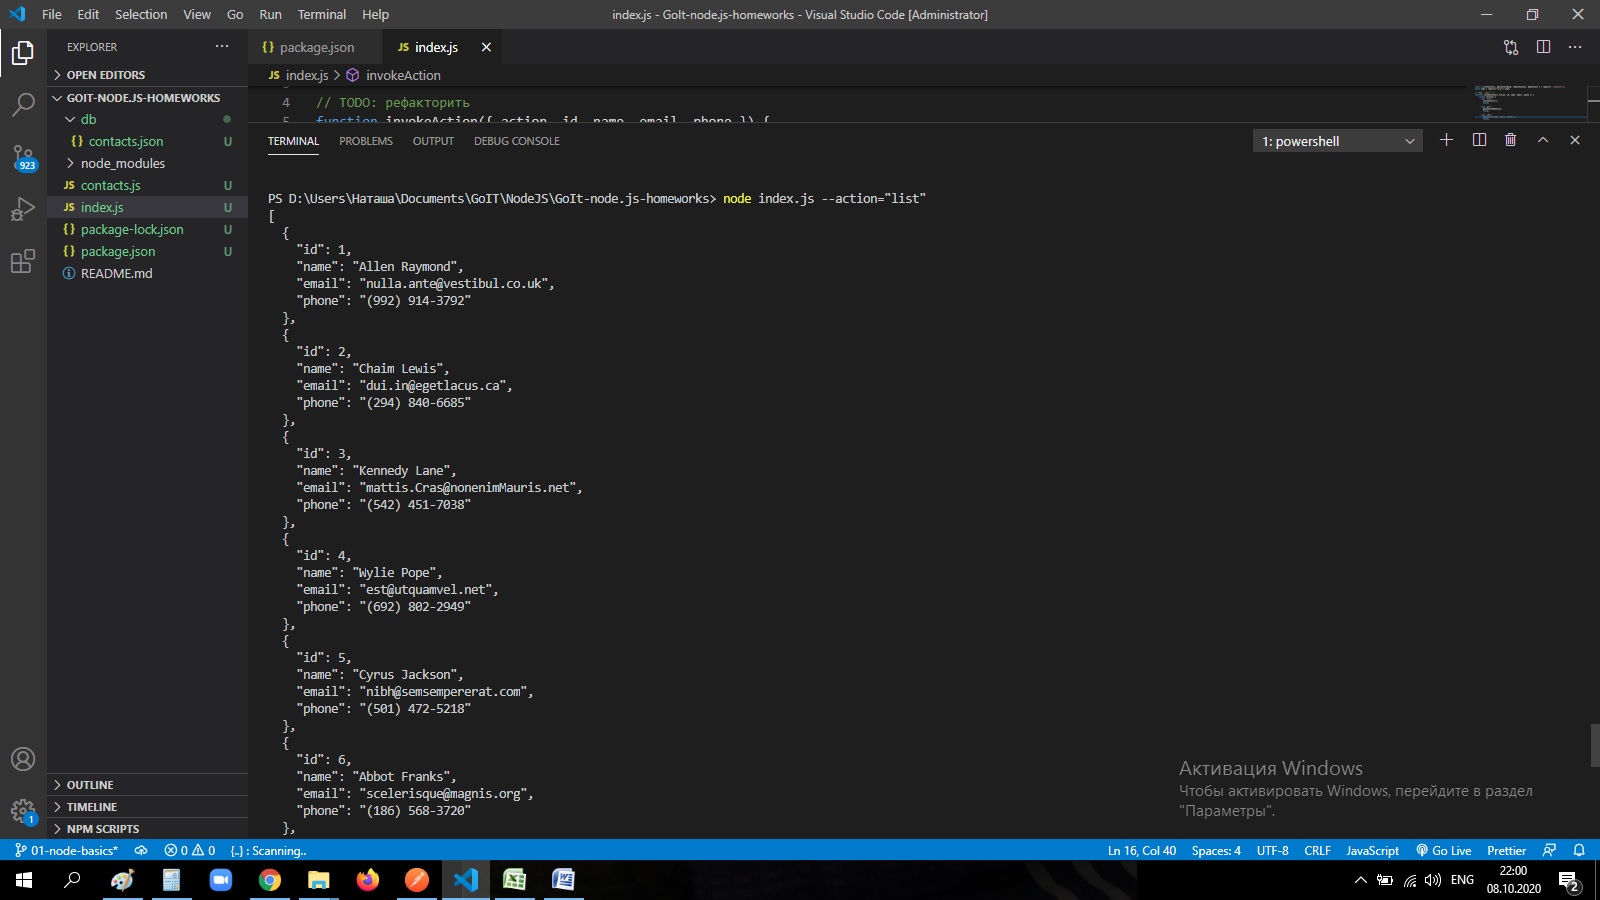 File Edit Selection View Go Run Terminal Help
index.js - GoIt-node.js-homeworks - Visual Studio Code [Administrator]
EXPLORER
OPEN EDITORS
GOIT-NODE.JS-HOMEWORKS
db
{} contacts.json U
node_modules
JS contacts.js U
JS index.js U
{} package-lock.json U
{} package.json U
README.md
OUTLINE
TIMELINE
NPM SCRIPTS
923
1
{} package.json JS index.js
JS index.js > invokeAction
4 // TODO: рефакторить
5 function invokeAction({ action, id, name, email, phone }) {
TERMINAL PROBLEMS OUTPUT DEBUG CONSOLE 1: powershell
PS D:\Users\Наташа\Documents\GoIT\NodeJS\GoIt-node.js-homeworks> node index.js --action="list"
[
{
"id": 1,
"name": "Allen Raymond",
"email": "nulla.ante@vestibul.co.uk",
"phone": "(992) 914-3792"
},
{
"id": 2,
"name": "Chaim Lewis",
"email": "dui.in@egetlacus.ca",
"phone": "(294) 840-6685"
},
{
"id": 3,
"name": "Kennedy Lane",
"email": "mattis.Cras@nonenimMauris.net",
"phone": "(542) 451-7038"
},
{
"id": 4,
"name": "Wylie Pope",
"email": "est@utquamvel.net",
"phone": "(692) 802-2949"
},
{
"id": 5,
"name": "Cyrus Jackson",
"email": "nibh@semsempererat.com",
"phone": "(501) 472-5218"
},
{
"id": 6,
"name": "Abbot Franks",
"email": "scelerisque@magnis.org",
"phone": "(186) 568-3720"
},
Активация Windows
Чтобы активировать Windows, перейдите в раздел
"Параметры".
01-node-basics* 0 0 {..} : Scanning.. Ln 16, Col 40 Spaces: 4 UTF-8 CRLF JavaScript Go Live Prettier
ENG
22:00
08.10.2020
2